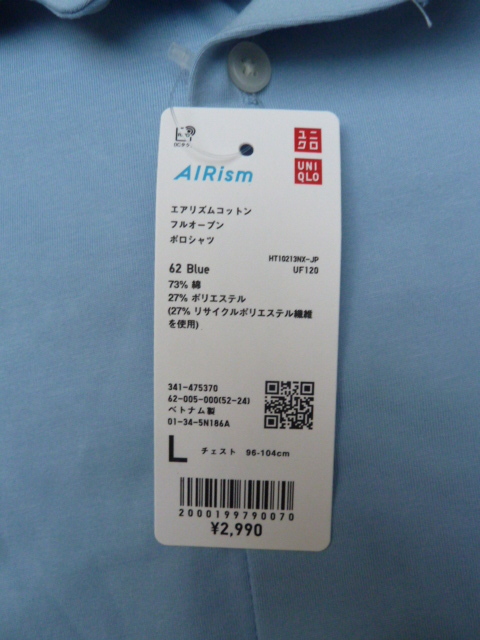 ユニ
クロ
UNI
QLO
AIRism
エアリズムコットン
フルオープン
ポロシャツ
HT10213NX-JP
62 Blue
UF120
73% 綿
27% ポリエステル
(27% リサイクルポリエステル繊維
を使用)
341-475370
62-005-000(52-24)
ベトナム製
01-34-5N186A
L チェスト 96-104cm
2000199790070
¥2,990